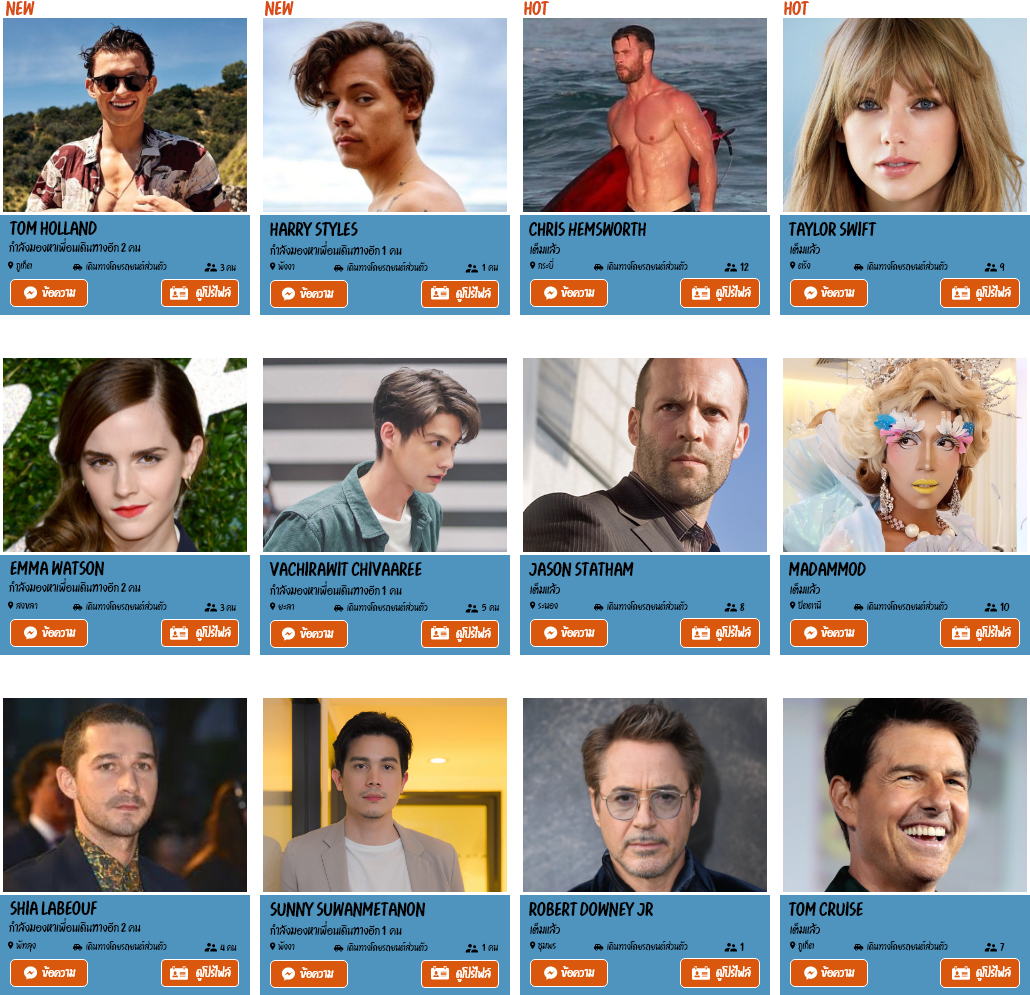 NEW
NEW
HOT
HOT
TOM HOLLAND
กำลังมองหาเพื่อนเดินทางอีก 2 คน
ภูเก็ต เดินทางโดยรถยนต์ส่วนตัว 3 คน
ข้อความ ดูโปรไฟล์
HARRY STYLES
กำลังมองหาเพื่อนเดินทางอีก 1 คน
พังงา เดินทางโดยรถยนต์ส่วนตัว 1 คน
ข้อความ ดูโปรไฟล์
CHRIS HEMSWORTH
เต็มแล้ว
กระบี่ เดินทางโดยรถยนต์ส่วนตัว 12
ข้อความ ดูโปรไฟล์
TAYLOR SWIFT
เต็มแล้ว
ตรัง เดินทางโดยรถยนต์ส่วนตัว 9
ข้อความ ดูโปรไฟล์
EMMA WATSON
กำลังมองหาเพื่อนเดินทางอีก 2 คน
สงขลา เดินทางโดยรถยนต์ส่วนตัว 3 คน
ข้อความ ดูโปรไฟล์
VACHIRAWIT CHIVAAREE
กำลังมองหาเพื่อนเดินทางอีก 1 คน
ยะลา เดินทางโดยรถยนต์ส่วนตัว 5 คน
ข้อความ ดูโปรไฟล์
JASON STATHAM
เต็มแล้ว
ระนอง เดินทางโดยรถยนต์ส่วนตัว 8
ข้อความ ดูโปรไฟล์
MADAMMOD
เต็มแล้ว
ปัตตานี เดินทางโดยรถยนต์ส่วนตัว 10
ข้อความ ดูโปรไฟล์
SHIA LABEOUF
กำลังมองหาเพื่อนเดินทางอีก 2 คน
พัทลุง เดินทางโดยรถยนต์ส่วนตัว 4 คน
ข้อความ ดูโปรไฟล์
SUNNY SUWANMETANON
กำลังมองหาเพื่อนเดินทางอีก 1 คน
พังงา เดินทางโดยรถยนต์ส่วนตัว 1 คน
ข้อความ ดูโปรไฟล์
ROBERT DOWNEY JR
เต็มแล้ว
ชุมพร เดินทางโดยรถยนต์ส่วนตัว 1
ข้อความ ดูโปรไฟล์
TOM CRUISE
เต็มแล้ว
ภูเก็ต เดินทางโดยรถยนต์ส่วนตัว 7
ข้อความ ดูโปรไฟล์